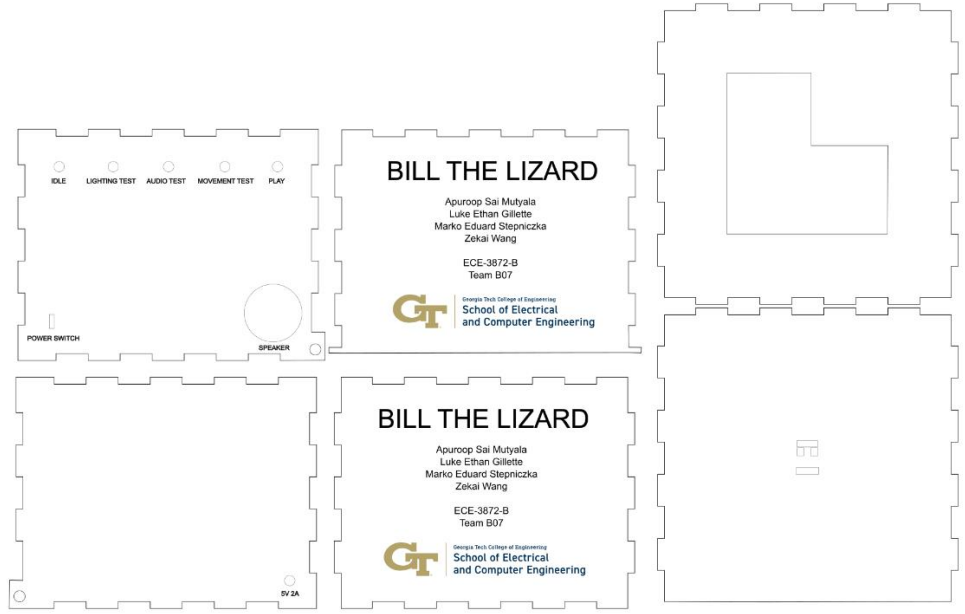 IDLE
LIGHTING TEST
AUDIO TEST
MOVEMENT TEST
PLAY
POWER SWITCH
SPEAKER
BILL THE LIZARD
Apuroop Sai Mutyala
Luke Ethan Gillette
Marko Eduard Stepniczka
Zekai Wang
ECE-3872-B
Team B07
GT
Georgia Tech College of Engineering
School of Electrical
and Computer Engineering
5V 2A
BILL THE LIZARD
Apuroop Sai Mutyala
Luke Ethan Gillette
Marko Eduard Stepniczka
Zekai Wang
ECE-3872-B
Team B07
GT
Georgia Tech College of Engineering
School of Electrical
and Computer Engineering